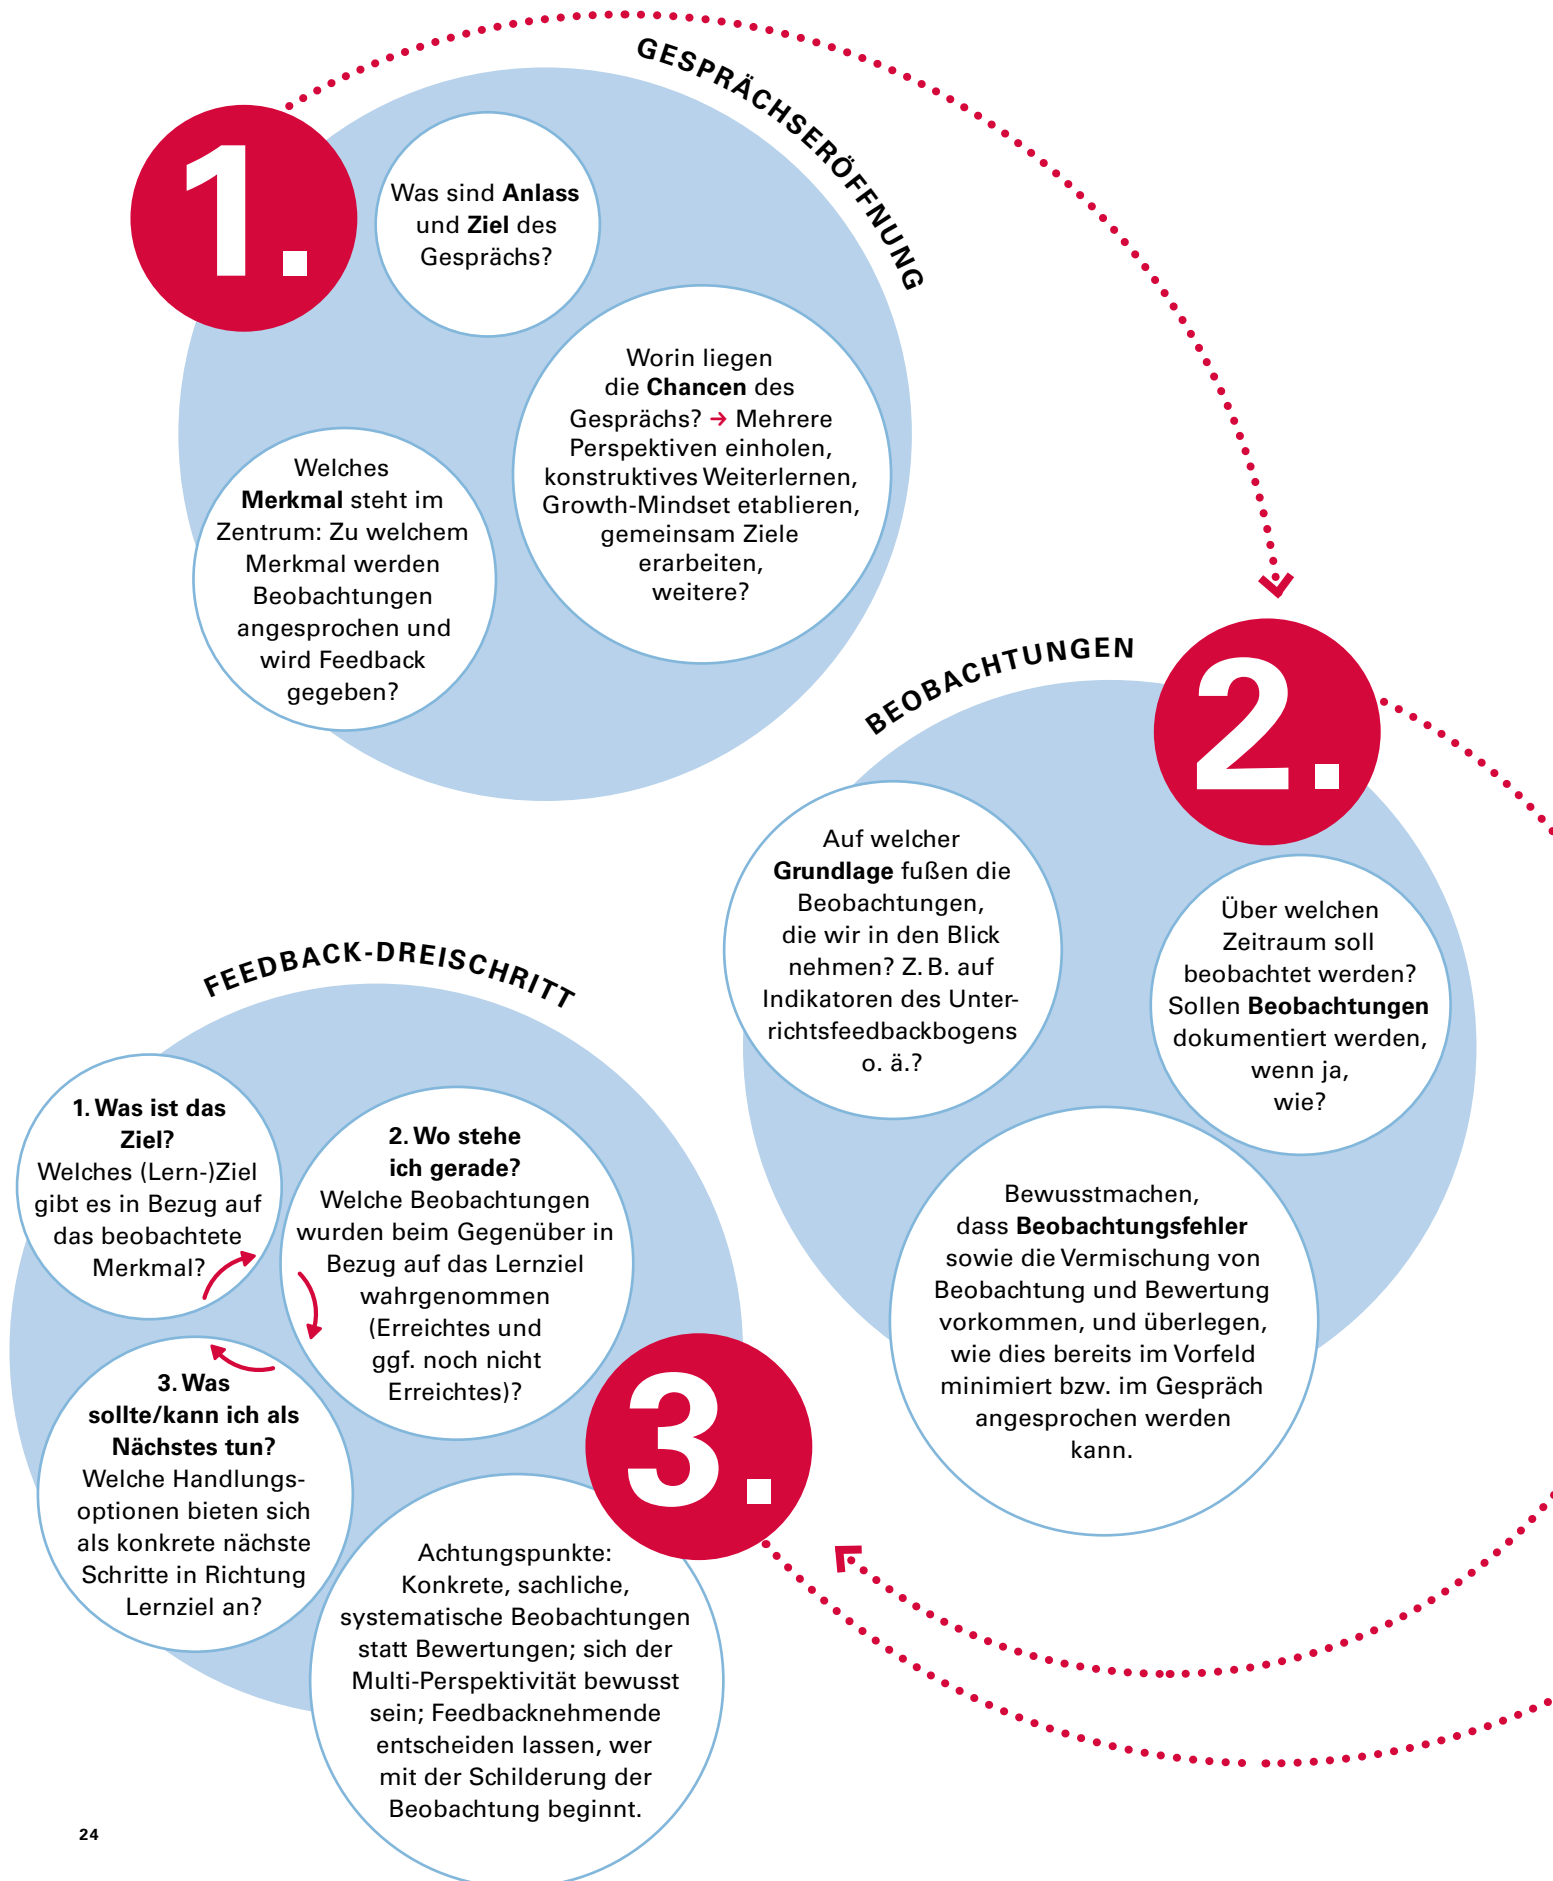 GESPRÄCHSERÖFFNUNG
1.
Was sind Anlass
und Ziel des
Gesprächs?
Worin liegen
die Chancen des
Gesprächs? → Mehrere
Perspektiven einholen,
konstruktives Weiterlernen,
Growth-Mindset etablieren,
gemeinsam Ziele
erarbeiten,
weitere?
Welches
Merkmal steht im
Zentrum: Zu welchem
Merkmal werden
Beobachtungen
angesprochen und
wird Feedback
gegeben?
BEOBACHTUNGEN
2.
Auf welcher
Grundlage fußen die
Beobachtungen,
die wir in den Blick
nehmen? Z. B. auf
Indikatoren des Unter-
richtsfeedbackbogens
o. ä.?
Über welchen
Zeitraum soll
beobachtet werden?
Sollen Beobachtungen
dokumentiert werden,
wenn ja,
wie?
Bewusstmachen,
dass Beobachtungsfehler
sowie die Vermischung von
Beobachtung und Bewertung
vorkommen, und überlegen,
wie dies bereits im Vorfeld
minimiert bzw. im Gespräch
angesprochen werden
kann.
FEEDBACK-DREISCHRITT
3.
1. Was ist das
Ziel?
Welches (Lern-)Ziel
gibt es in Bezug auf
das beobachtete
Merkmal?
2. Wo stehe
ich gerade?
Welche Beobachtungen
wurden beim Gegenüber in
Bezug auf das Lernziel
wahrgenommen
(Erreichtes und
ggf. noch nicht
Erreichtes)?
3. Was
sollte/kann ich als
Nächstes tun?
Welche Handlungs-
optionen bieten sich
als konkrete nächste
Schritte in Richtung
Lernziel an?
Achtungspunkte:
Konkrete, sachliche,
systematische Beobachtungen
statt Bewertungen; sich der
Multi-Perspektivität bewusst
sein; Feedbacknehmende
entscheiden lassen, wer
mit der Schilderung der
Beobachtung beginnt.
24